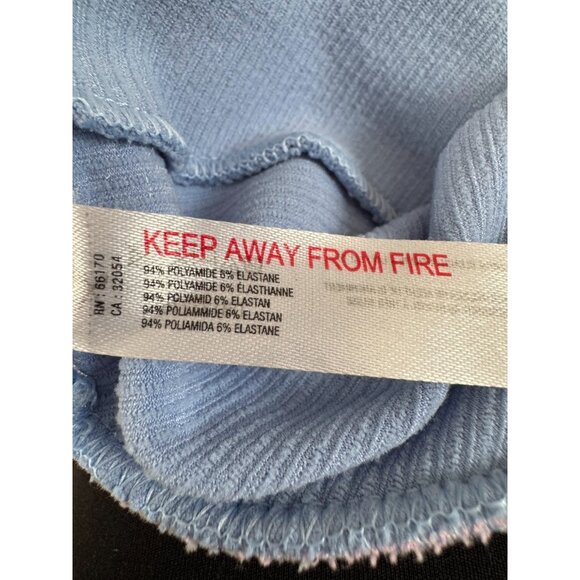 KEEP AWAY FROM FIRE
94% POLYAMIDE 6% ELASTANE
94% POLYAMIDE 6% ÉLASTHANNE
94% POLYAMID 6% ELASTAN
94% POLIAMMIDE 6% ELASTAN
94% POLIAMIDA 6% ELASTANE
RN : 66170
CA : 32054